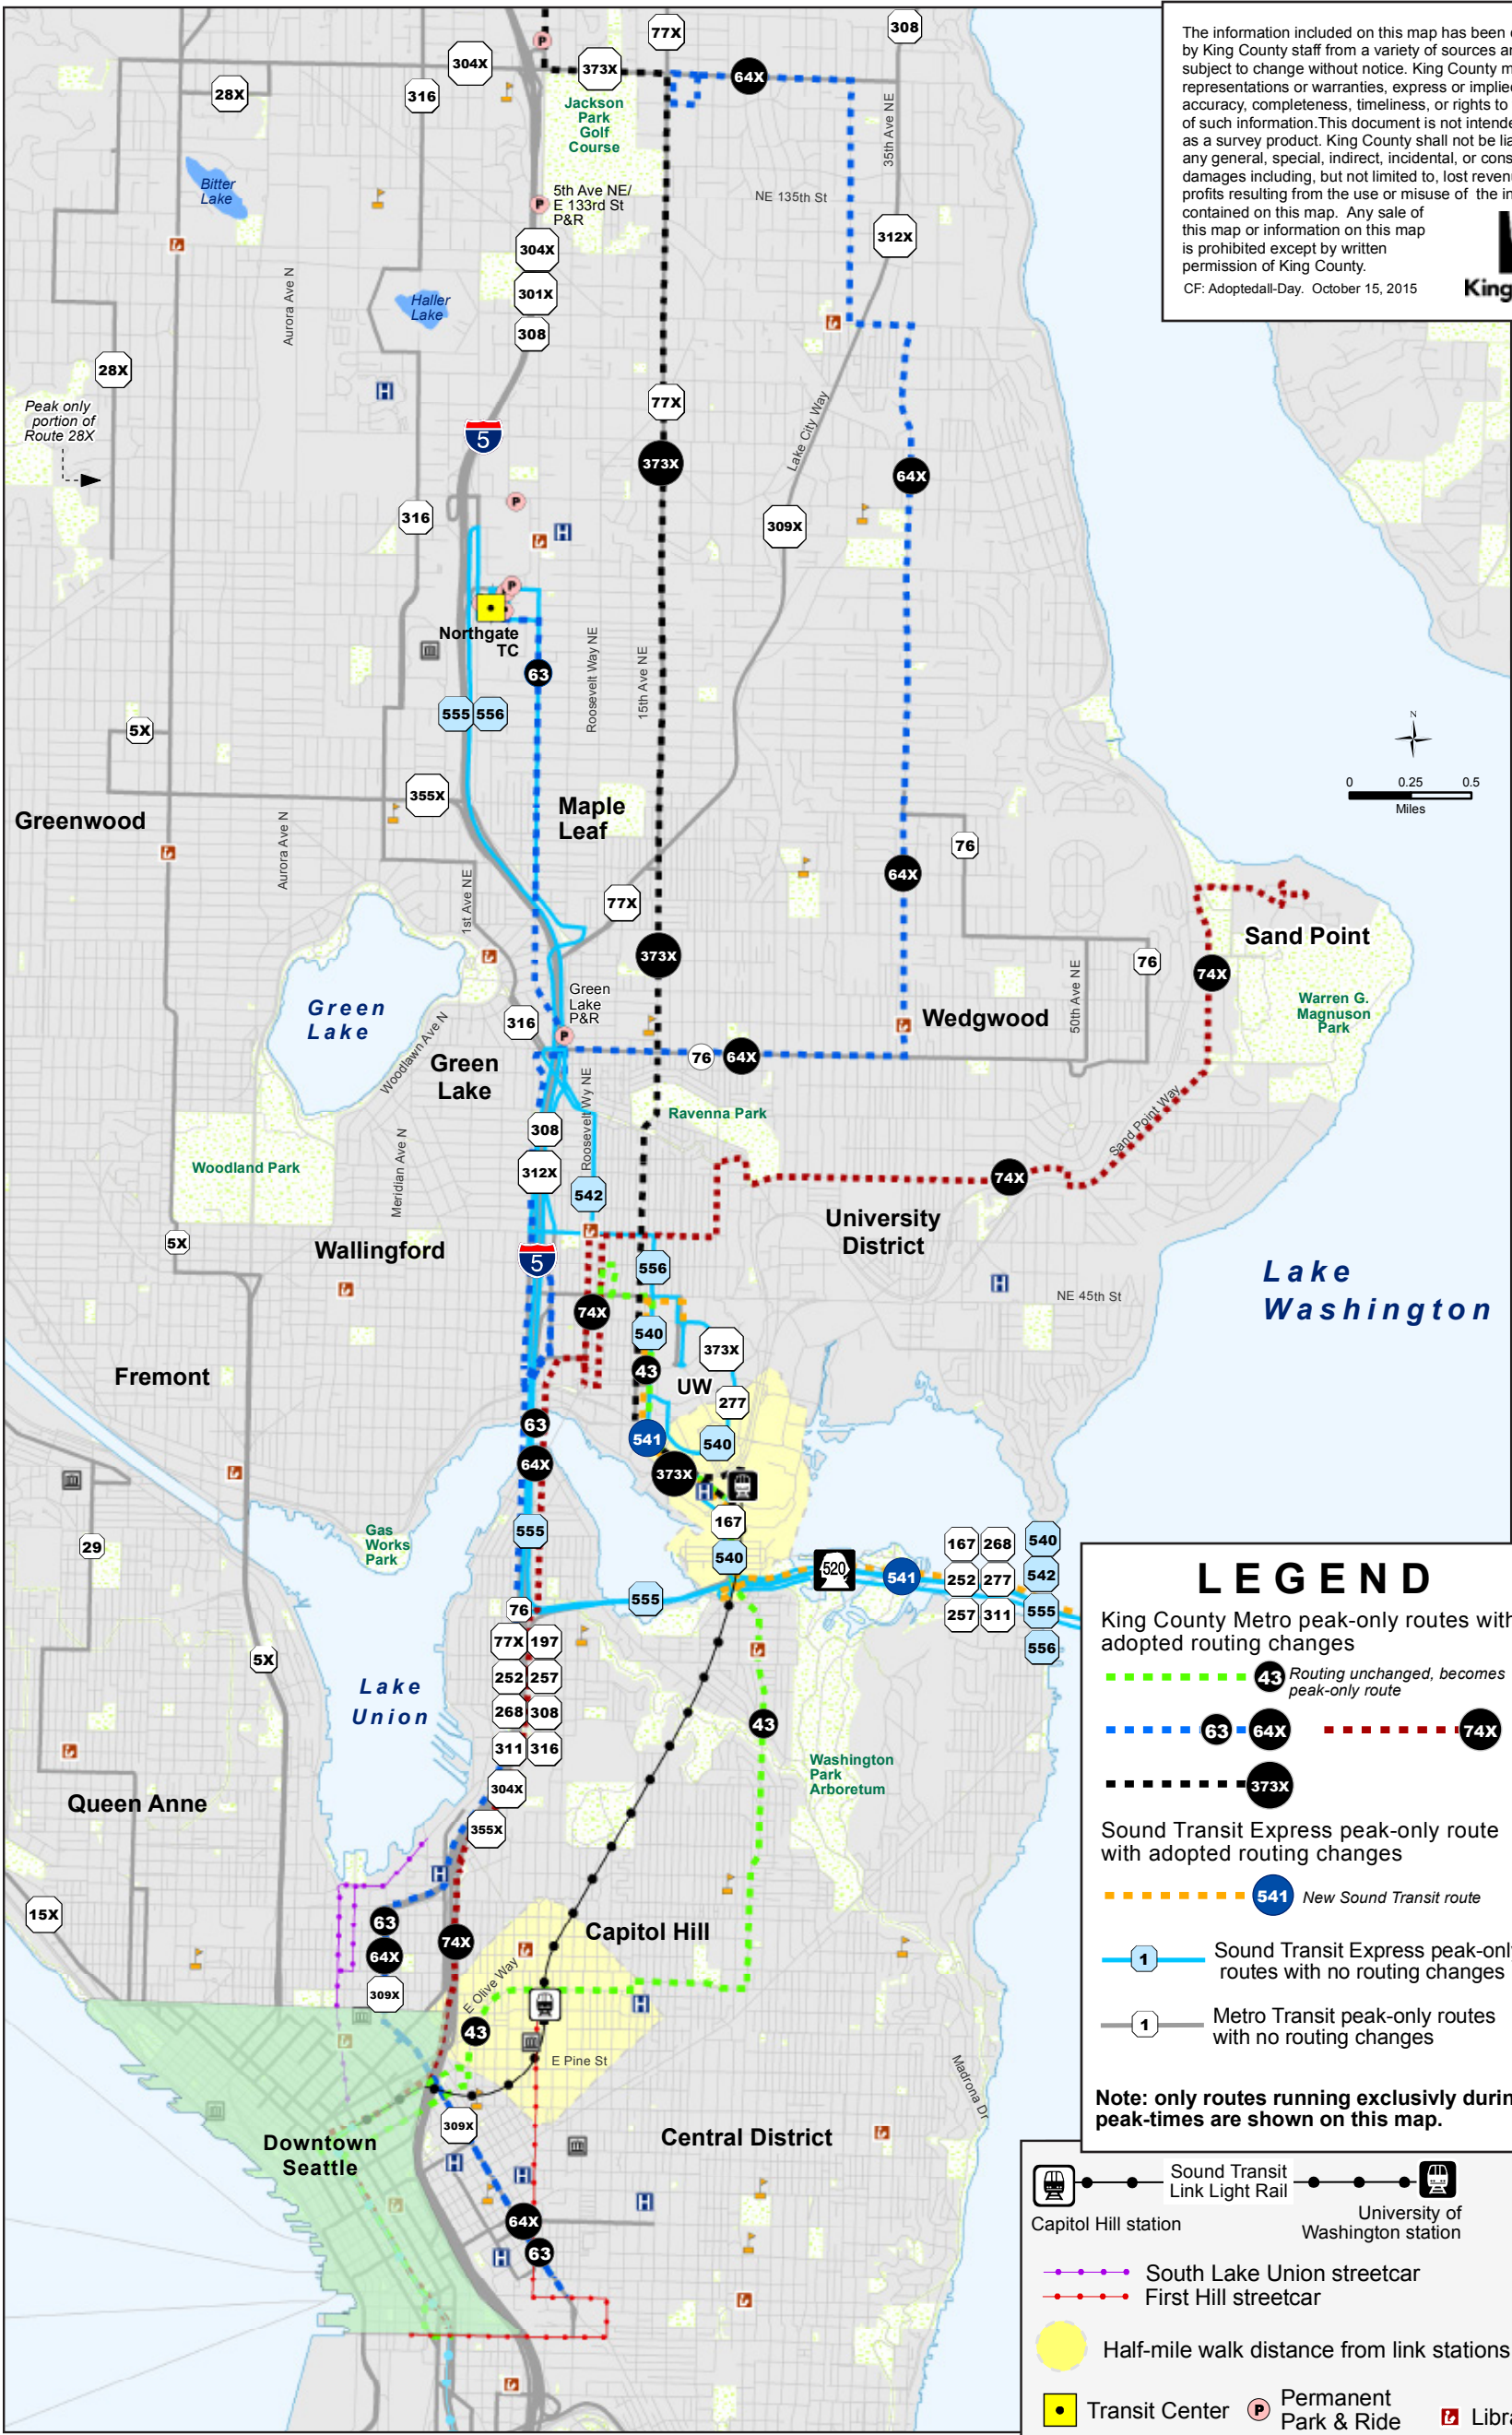 The information included on this map has been
by King County staff from a variety of sources
subject to change without notice. King County
representations or warranties, express or implied
accuracy, completeness, timeliness, or rights to
of such information.This document is not
as a survey product. King County shall not be
any general, special, indirect, incidental, or
damages including, but not limited to, lost
profits resulting from the use or misuse of the
contained on this map. Any sale of
this map or information on this map
is prohibited except by written
permission of King County.
CF: Adoptedall-Day. October 15, 2015
King
77X
308
304X
373X
64X
28X
316
Jackson
Park
Golf
Course
35th Ave NE
Bitter
Lake
5th Ave NE/
E 133rd St
P&R
NE 135th St
304X
312X
301X
Haller
Lake
Aurora Ave N
308
28X
77X
Peak only
portion of
Route 28X
5
Lake City Way
373X
64X
316
309X
Northgate
TC
63
Roosevelt Way NE
15th Ave NE
555
556
5X
N
0 0.25 0.5
Miles
355X
Maple
Leaf
Greenwood
Aurora Ave N
76
1st Ave NE
64X
77X
Sand Point
373X
76
74X
Green
Lake
Green
Lake
P&R
316
Wedgwood
50th Ave NE
Warren G.
Magnuson
Park
Woodlawn Ave N
Green
Lake
76
64X
Roosevelt Wy NE
Ravenna Park
Sand Point Way
308
Woodland Park
Meridian Ave N
312X
542
74X
University
District
5X
Wallingford
5
556
Lake
Washington
NE 45th St
74X
540
373X
Fremont
43
UW
277
63
541
540
64X
373X
Gas
Works
Park
29
555
167
540
520
541
167
268
540
252
277
542
257
311
555
556
76
555
77X
197
5X
252
257
Lake
Union
268
308
43
311
316
Washington
Park
Arboretum
304X
Queen Anne
355X
15X
63
Capitol Hill
74X
64X
309X
E Olive Way
43
E Pine St
Madrona Dr
309X
Downtown
Seattle
Central District
64X
63
LEGEND
King County Metro peak-only routes with
adopted routing changes
43 Routing unchanged, becomes
peak-only route
63 64X 74X
373X
Sound Transit Express peak-only route
with adopted routing changes
541 New Sound Transit route
1 Sound Transit Express peak-only
routes with no routing changes
1 Metro Transit peak-only routes
with no routing changes
Note: only routes running exclusivly
peak-times are shown on this map.
Sound Transit
Link Light Rail
Capitol Hill station
University of
Washington station
South Lake Union streetcar
First Hill streetcar
Half-mile walk distance from link stations
Transit Center
P Permanent
Park & Ride